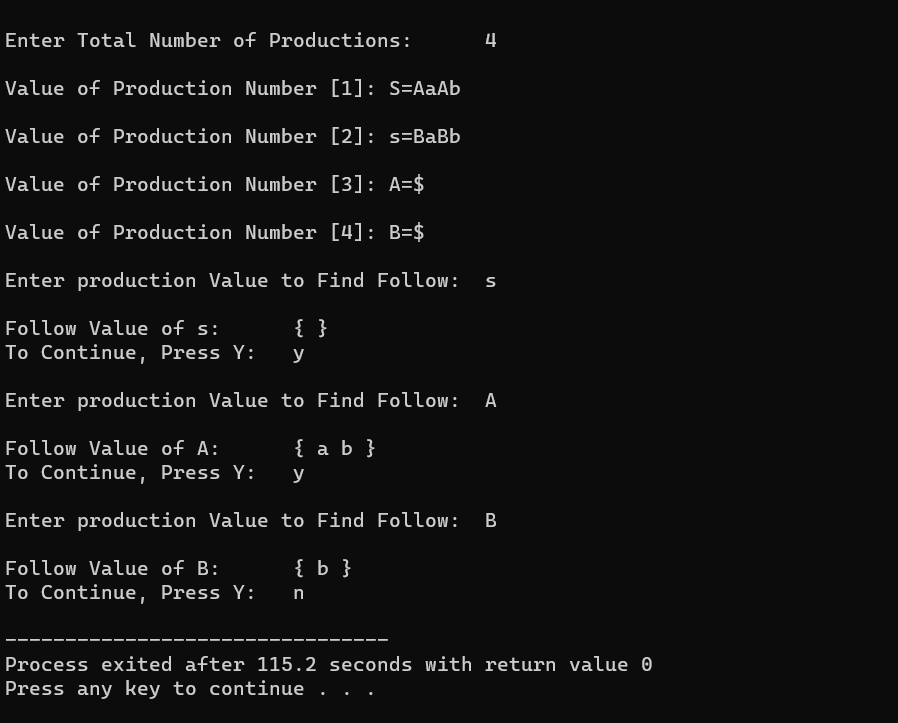 Enter Total Number of Productions:      4
Value of Production Number [1]: S=AaAb
Value of Production Number [2]: s=BaBb
Value of Production Number [3]: A=$
Value of Production Number [4]: B=$
Enter production Value to Find Follow:  s
Follow Value of s:      { }
To Continue, Press Y:   y
Enter production Value to Find Follow:  A
Follow Value of A:      { a b }
To Continue, Press Y:   y
Enter production Value to Find Follow:  B
Follow Value of B:      { b }
To Continue, Press Y:   n
--------------------------------
Process exited after 115.2 seconds with return value 0
Press any key to continue . . .